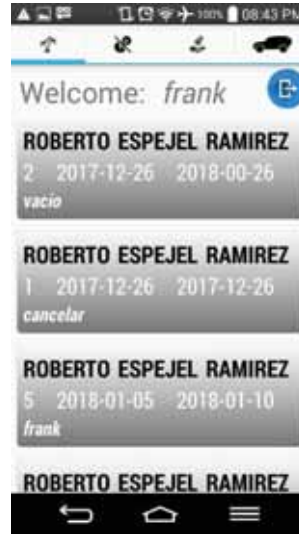 100% 08:43 PM
Welcome: frank
ROBERTO ESPEJEL RAMIREZ
2 2017-12-26 2018-00-26
vacio
ROBERTO ESPEJEL RAMIREZ
1 2017-12-26 2017-12-26
cancelar
ROBERTO ESPEJEL RAMIREZ
5 2018-01-05 2018-01-10
frank
ROBERTO ESPEJEL RAMIREZ